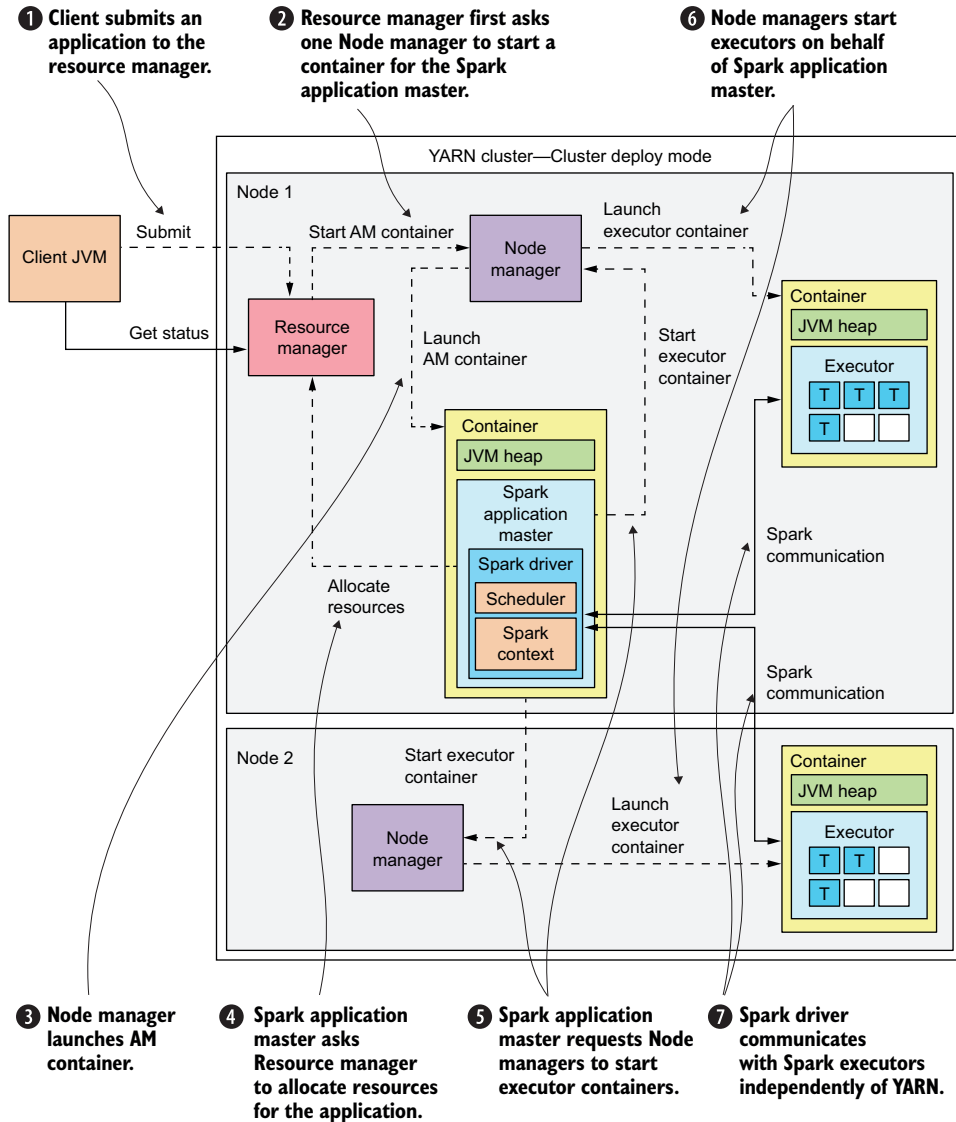 1 Client submits an
application to the
resource manager.
2 Resource manager first asks
one Node manager to start a
container for the Spark
application master.
6 Node managers start
executors on behalf
of Spark application
master.
YARN cluster—Cluster deploy mode
Node 1
Client JVM
Submit
Get status
Resource
manager
Start AM container
Node
manager
Launch
executor container
Launch
AM container
Start
executor
container
Container
JVM heap
Executor
T T T
T
Container
JVM heap
Spark
application
master
Spark driver
Scheduler
Spark
context
Allocate
resources
Spark
communication
Spark
communication
Node 2
Start executor
container
Node
manager
Launch
executor
container
Container
JVM heap
Executor
T T
T
3 Node manager
launches AM
container.
4 Spark application
master asks
Resource manager
to allocate resources
for the application.
5 Spark application
master requests Node
managers to start
executor containers.
7 Spark driver
communicates
with Spark executors
independently of YARN.